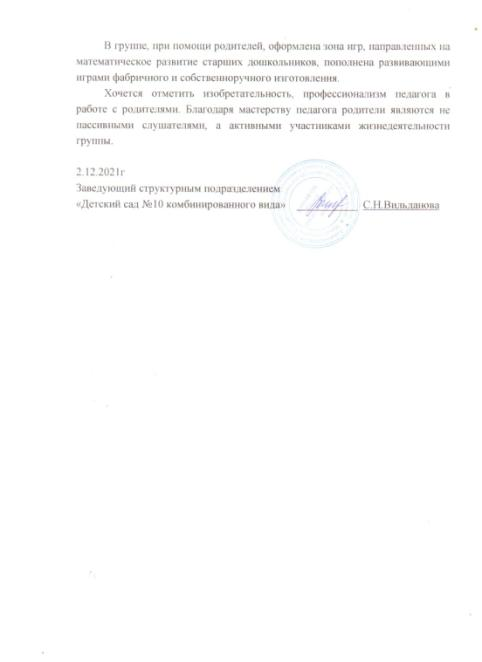 В группе, при помощи родителей, оформлена зона игр, направленных на
математическое развитие старших дошкольников, пополнена развивающими
играми фабричного и собственноручного изготовления.
Хочется отметить изобретательность, профессионализм педагога в
работе с родителями. Благодаря мастерству педагога родители являются не
пассивными слушателями, а активными участниками жизнедеятельности
группы.
2.12.2021г
Заведующий структурным подразделением
«Детский сад №10 комбинированного вида» С.Н.Вильданова